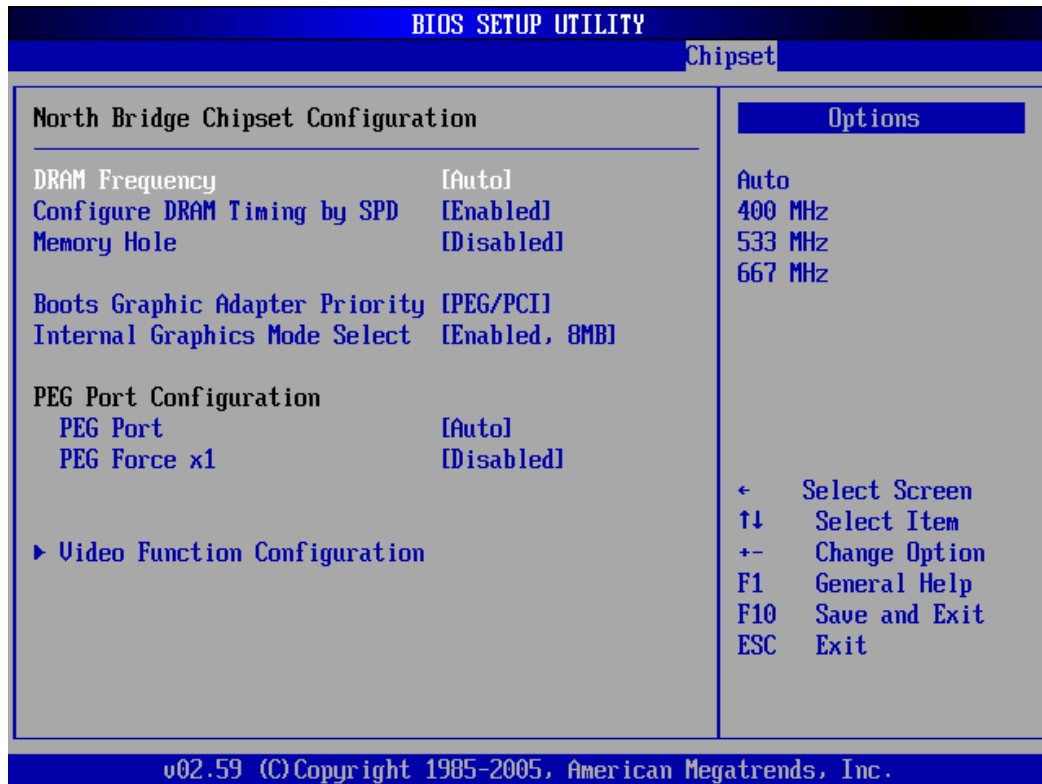 BIOS SETUP UTILITY
Chipset
North Bridge Chipset Configuration
DRAM Frequency [Auto]
Configure DRAM Timing by SPD [Enabled]
Memory Hole [Disabled]
Boots Graphic Adapter Priority [PEG/PCI]
Internal Graphics Mode Select [Enabled, 8MB]
PEG Port Configuration
PEG Port [Auto]
PEG Force x1 [Disabled]
▶ Video Function Configuration
Options
Auto
400 MHz
533 MHz
667 MHz
← Select Screen
↑↓ Select Item
+- Change Option
F1 General Help
F10 Save and Exit
ESC Exit
v02.59 (C)Copyright 1985-2005, American Megatrends, Inc.